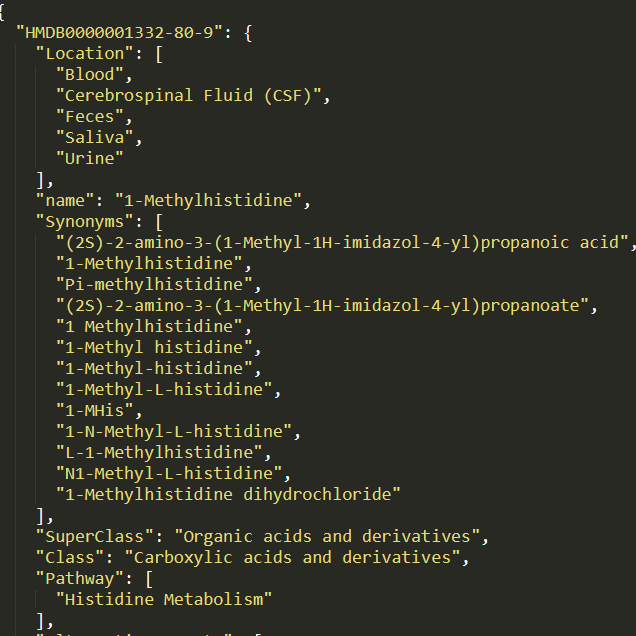 {
"HMDB0000001332-80-9": {
"Location": [
"Blood",
"Cerebrospinal Fluid (CSF)",
"Feces",
"Saliva",
"Urine"
],
"name": "1-Methylhistidine",
"Synonyms": [
"(2S)-2-amino-3-(1-Methyl-1H-imidazol-4-yl)propanoic acid",
"1-Methylhistidine",
"Pi-methylhistidine",
"(2S)-2-amino-3-(1-Methyl-1H-imidazol-4-yl)propanoate",
"1 Methylhistidine",
"1-Methyl histidine",
"1-Methyl-histidine",
"1-Methyl-L-histidine",
"1-MHis",
"1-N-Methyl-L-histidine",
"L-1-Methylhistidine",
"N1-Methyl-L-histidine",
"1-Methylhistidine dihydrochloride"
],
"SuperClass": "Organic acids and derivatives",
"Class": "Carboxylic acids and derivatives",
"Pathway": [
"Histidine Metabolism"
],